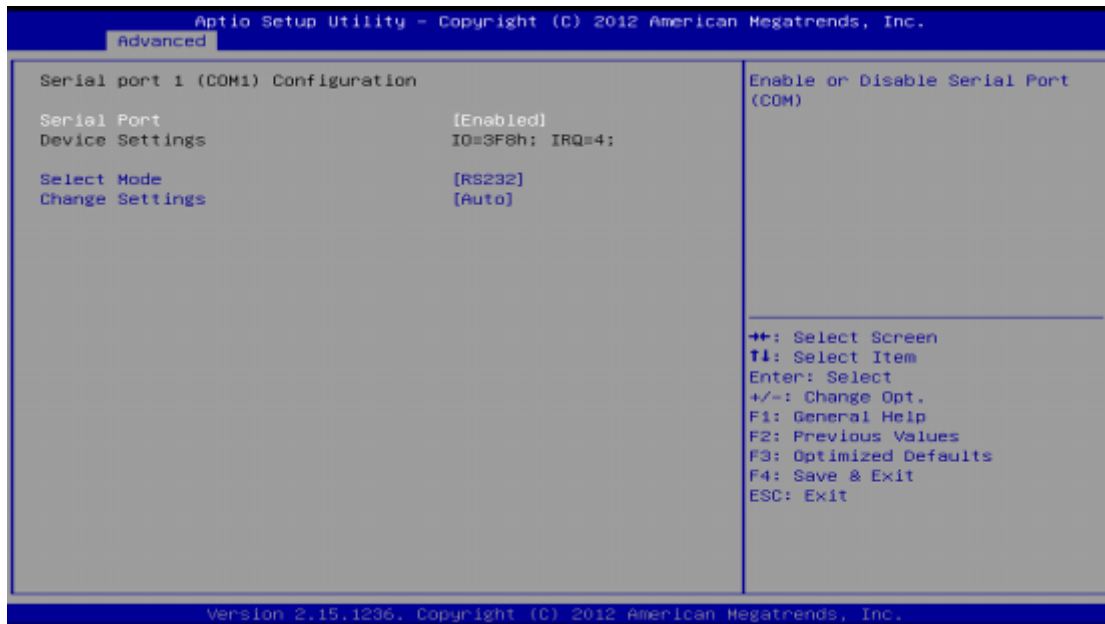 Aptio Setup Utility - Copyright (C) 2012 American Megatrends, Inc.
Advanced
Serial port 1 (COM1) Configuration
Serial Port [Enabled]
Device Settings IO=3F8h; IRQ=4;
Select Mode [RS232]
Change Settings [Auto]
Enable or Disable Serial Port
(COM)
→←: Select Screen
↑↓: Select Item
Enter: Select
+/-: Change Opt.
F1: General Help
F2: Previous Values
F3: Optimized Defaults
F4: Save & Exit
ESC: Exit
Version 2.15.1236. Copyright (C) 2012 American Megatrends, Inc.